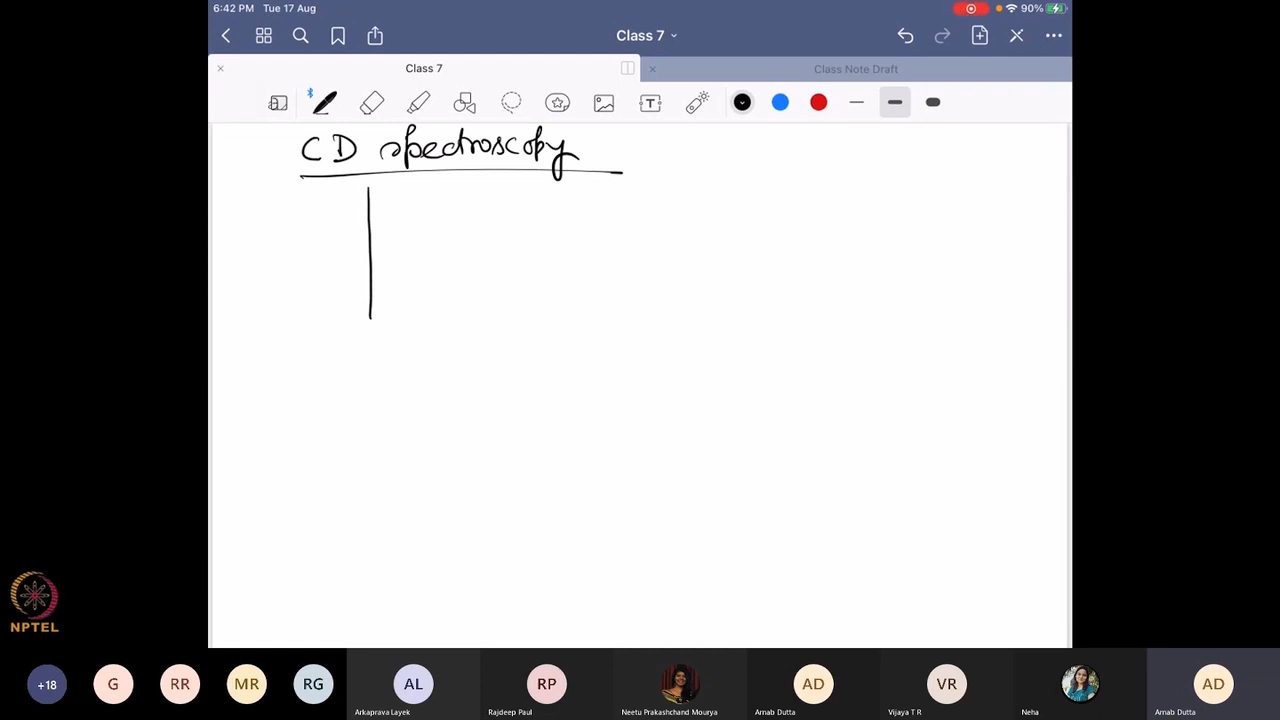 6:42 PM Tue 17 Aug
90%
Class 7
Class 7
Class Note Draft
T
CD spectroscopy
NPTEL
+18
G
RR
MR
RG
AL
RP
AD
VR
AD
Arkaprava Layek
Rajdeep Paul
Neetu Prakashchand Mourya
Arnab Dutta
Vijaya T R
Neha
Arnab Dutta